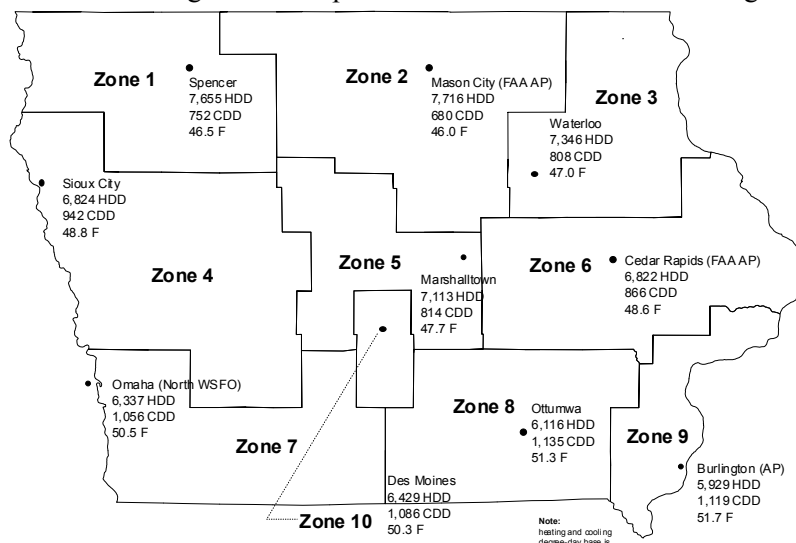 Zone 1
Spencer
7,655 HDD
752 CDD
46.5 F
Zone 2
Mason City (FAA AP)
7,716 HDD
680 CDD
46.0 F
Zone 3
Waterloo
7,346 HDD
808 CDD
47.0 F
Sioux City
6,824 HDD
942 CDD
48.8 F
Zone 4
Zone 5
Marshalltown
7,113 HDD
814 CDD
47.7 F
Zone 6
Cedar Rapids (FAA AP)
6,822 HDD
866 CDD
48.6 F
Omaha (North WSFO)
6,337 HDD
1,056 CDD
50.5 F
Zone 7
Zone 8
Ottumwa
6,116 HDD
1,135 CDD
51.3 F
Zone 9
Burlington (AP)
5,929 HDD
1,119 CDD
51.7 F
Des Moines
6,429 HDD
1,086 CDD
50.3 F
Zone 10
Note:
heating and cooling
degree-day base is